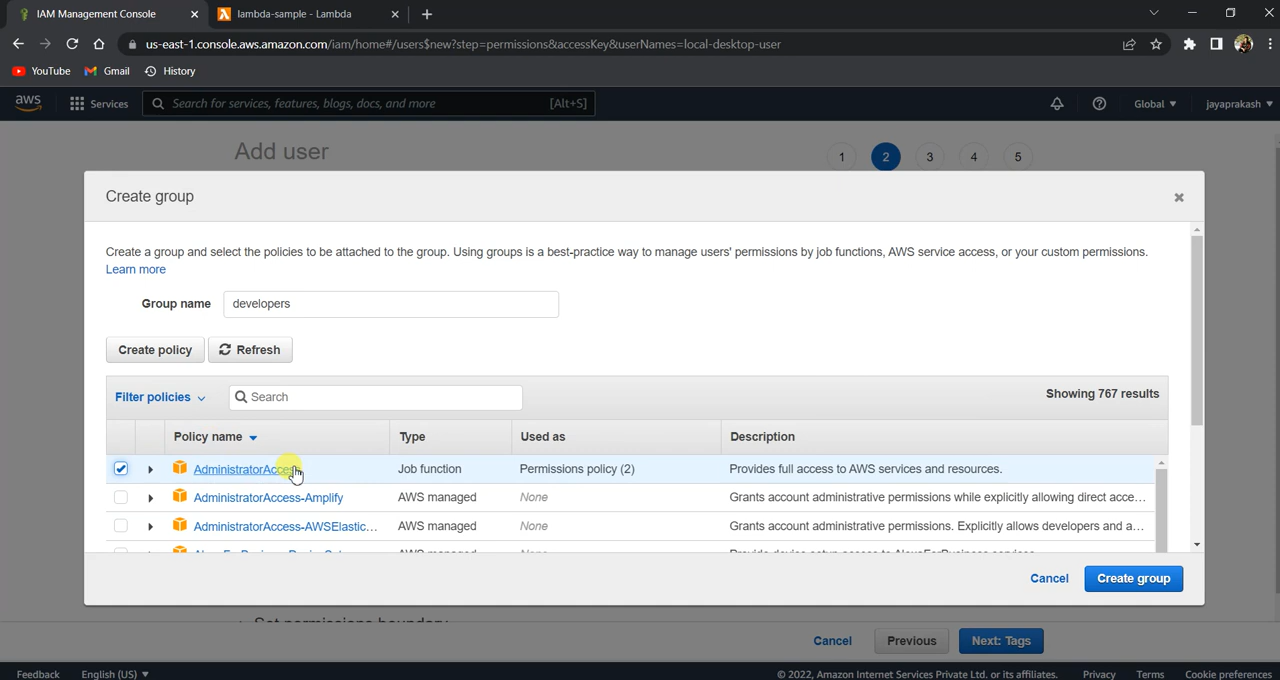 IAM Management Console
lambda-sample - Lambda
us-east-1.console.aws.amazon.com/iam/home#/users$new?step=permissions&accessKey&userNames=local-desktop-user
YouTube Gmail History
aws Services Search for services, features, blogs, docs, and more [Alt+S] Global jayaprakash
Add user 1 2 3 4 5
Create group
Create a group and select the policies to be attached to the group. Using groups is a best-practice way to manage users' permissions by job functions, AWS service access, or your custom permissions.
Learn more
Group name developers
Create policy Refresh
Filter policies Search Showing 767 results
Policy name Type Used as Description
AdministratorAccess Job function Permissions policy (2) Provides full access to AWS services and resources.
AdministratorAccess-Amplify AWS managed None Grants account administrative permissions while explicitly allowing direct acce...
AdministratorAccess-AWSElastic... AWS managed None Grants account administrative permissions. Explicitly allows developers and a...
Cancel Create group
Set permissions boundary
Cancel Previous Next: Tags
Feedback English (US) © 2022, Amazon Internet Services Private Ltd. or its affiliates. Privacy Terms Cookie preferences